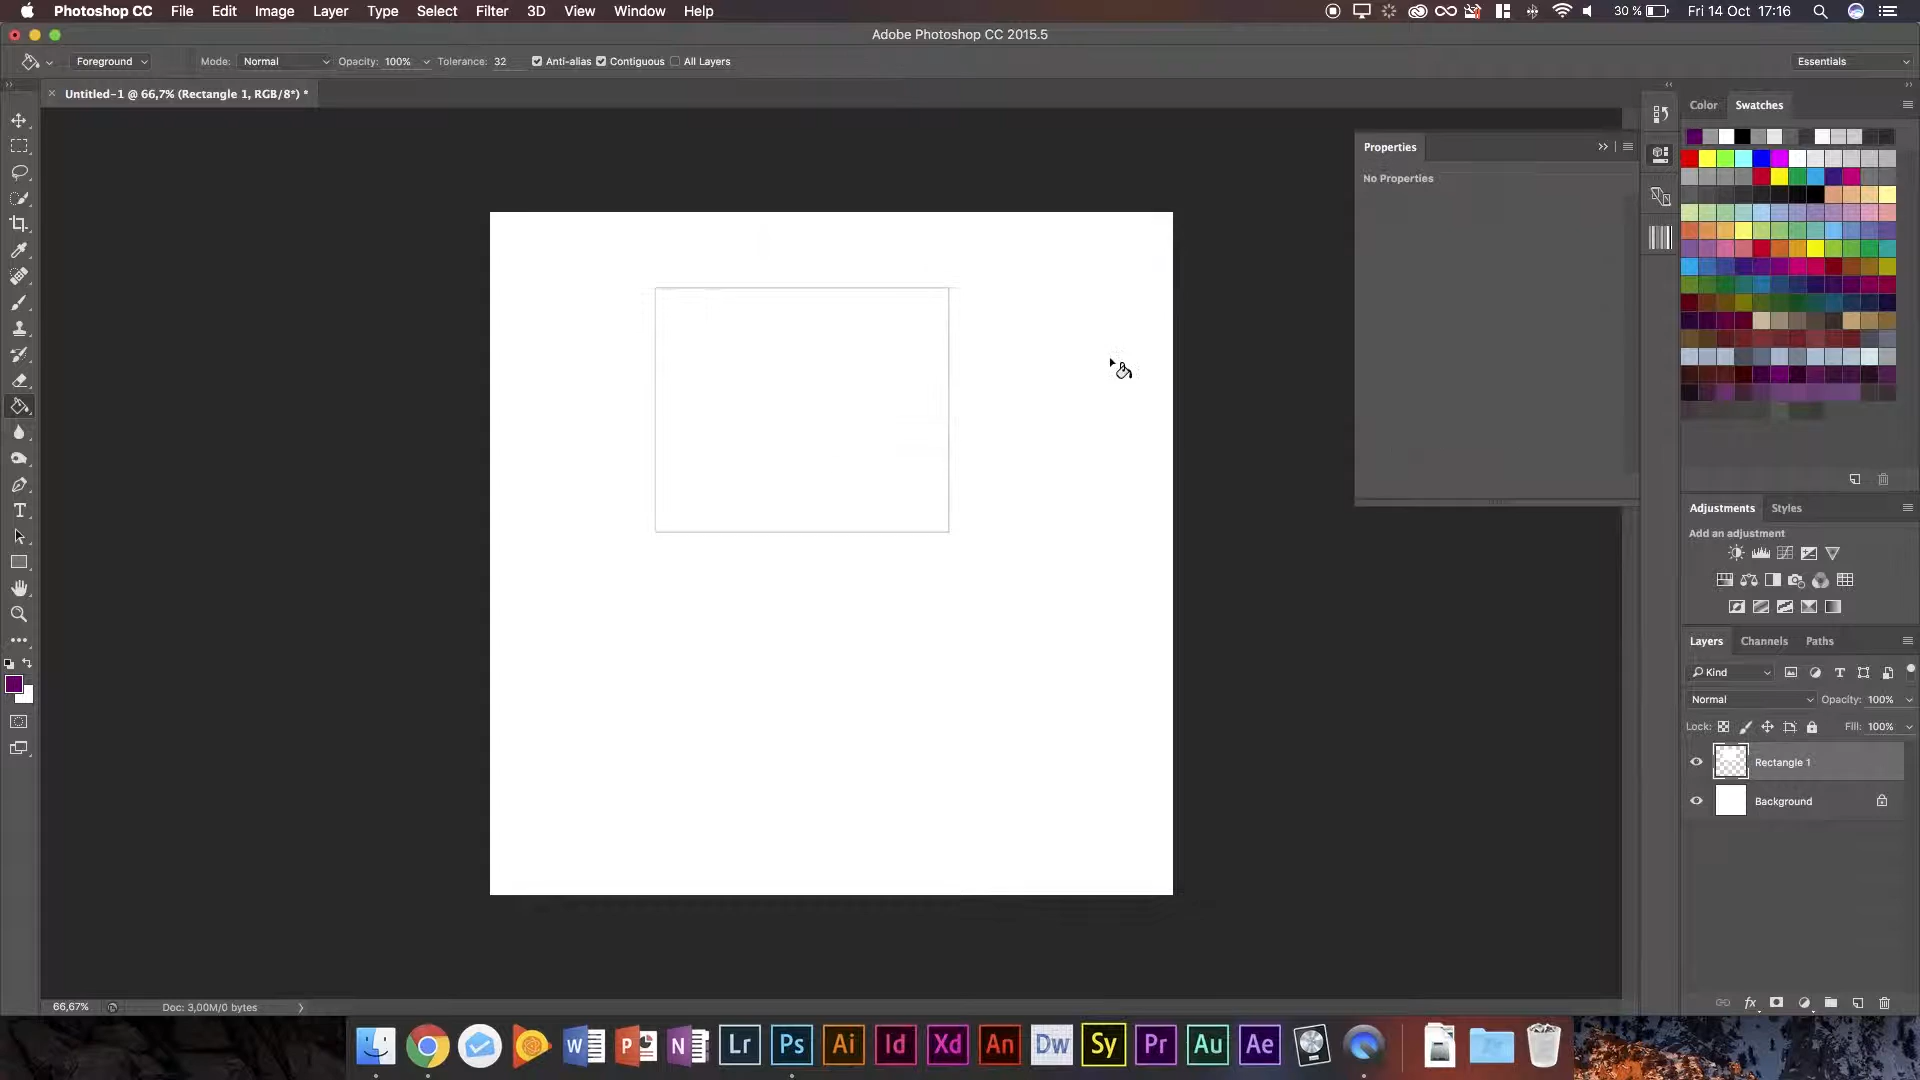 Photoshop CC File Edit Image Layer Type Select Filter 3D View Window Help 30 % Fri 14 Oct 17:16
Adobe Photoshop CC 2015.5
Foreground Mode: Normal Opacity: 100% Tolerance: 32 Anti-alias Contiguous All Layers Essentials
Untitled-1 @ 66,7% (Rectangle 1, RGB/8*) *
Color Swatches
Properties
No Properties
Adjustments Styles
Add an adjustment
Layers Channels Paths
Kind
Normal Opacity: 100%
Lock: Fill: 100%
Rectangle 1
Background
66,67% Doc: 3,00M/0 bytes
fx
W P N Lr Ps Ai Id Xd An Dw Sy Pr Au Ae